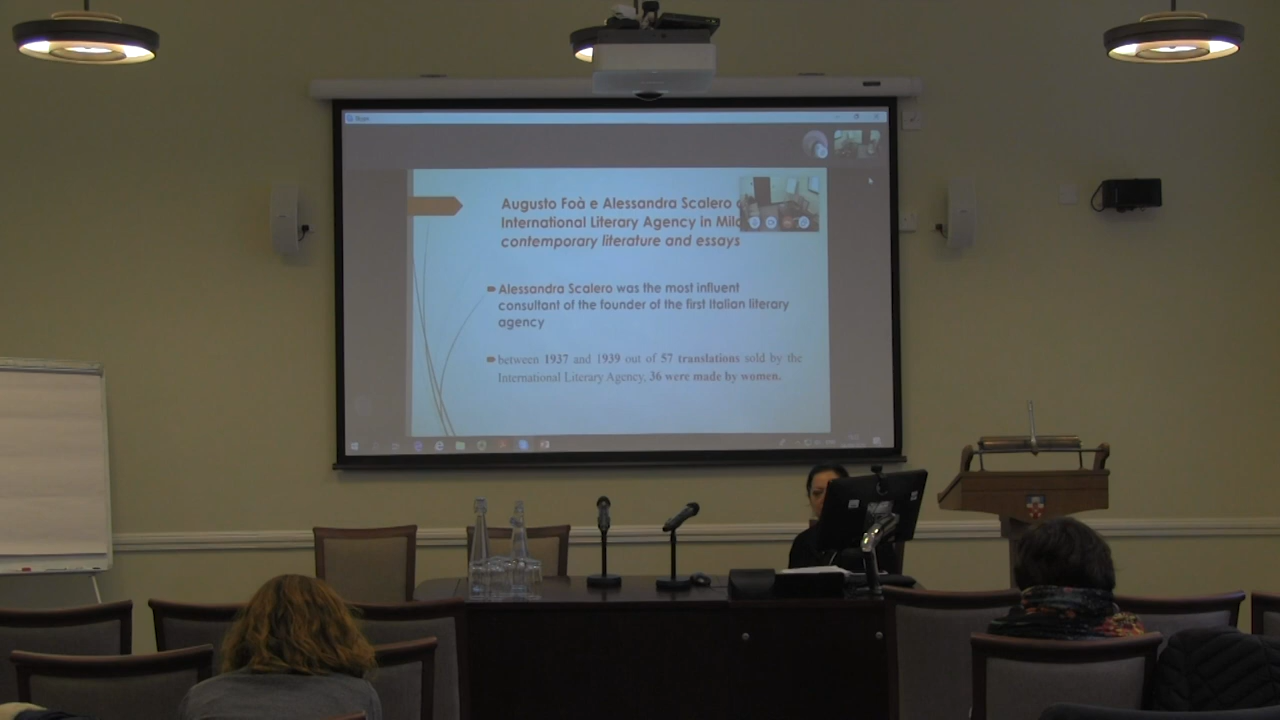 Skype
Augusto Foà e Alessandra Scalero
International Literary Agency in
contemporary literature and essays
Alessandra Scalero was the most influent
consultant of the founder of the first Italian literary
agency
between 1937 and 1939 out of 57 translations sold by the
International Literary Agency, 36 were made by women.